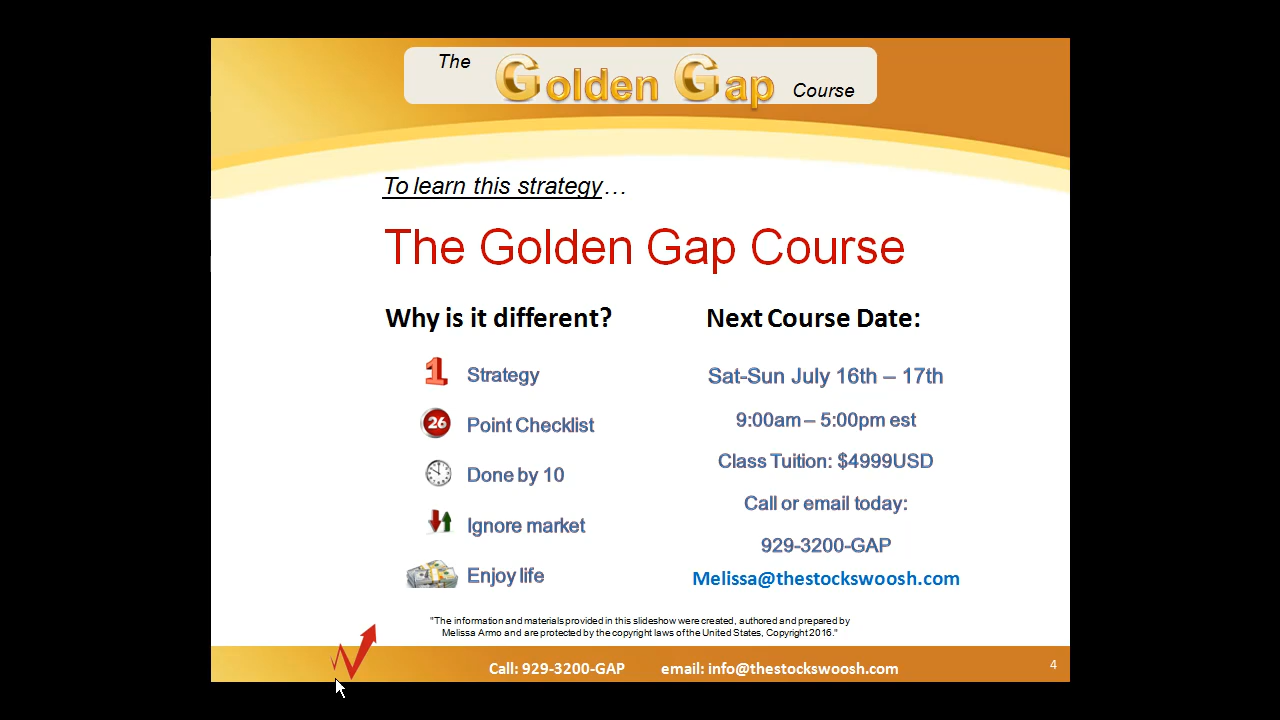 The Golden Gap Course
To learn this strategy...
The Golden Gap Course
Why is it different?
1 Strategy
26 Point Checklist
Done by 10
Ignore market
Enjoy life
Next Course Date:
Sat-Sun July 16th – 17th
9:00am – 5:00pm est
Class Tuition: $4999USD
Call or email today:
929-3200-GAP
Melissa@thestockswoosh.com
"The information and materials provided in this slideshow were created, authored and prepared by
Melissa Armo and are protected by the copyright laws of the United States, Copyright 2016."
Call: 929-3200-GAP email: info@thestockswoosh.com
4